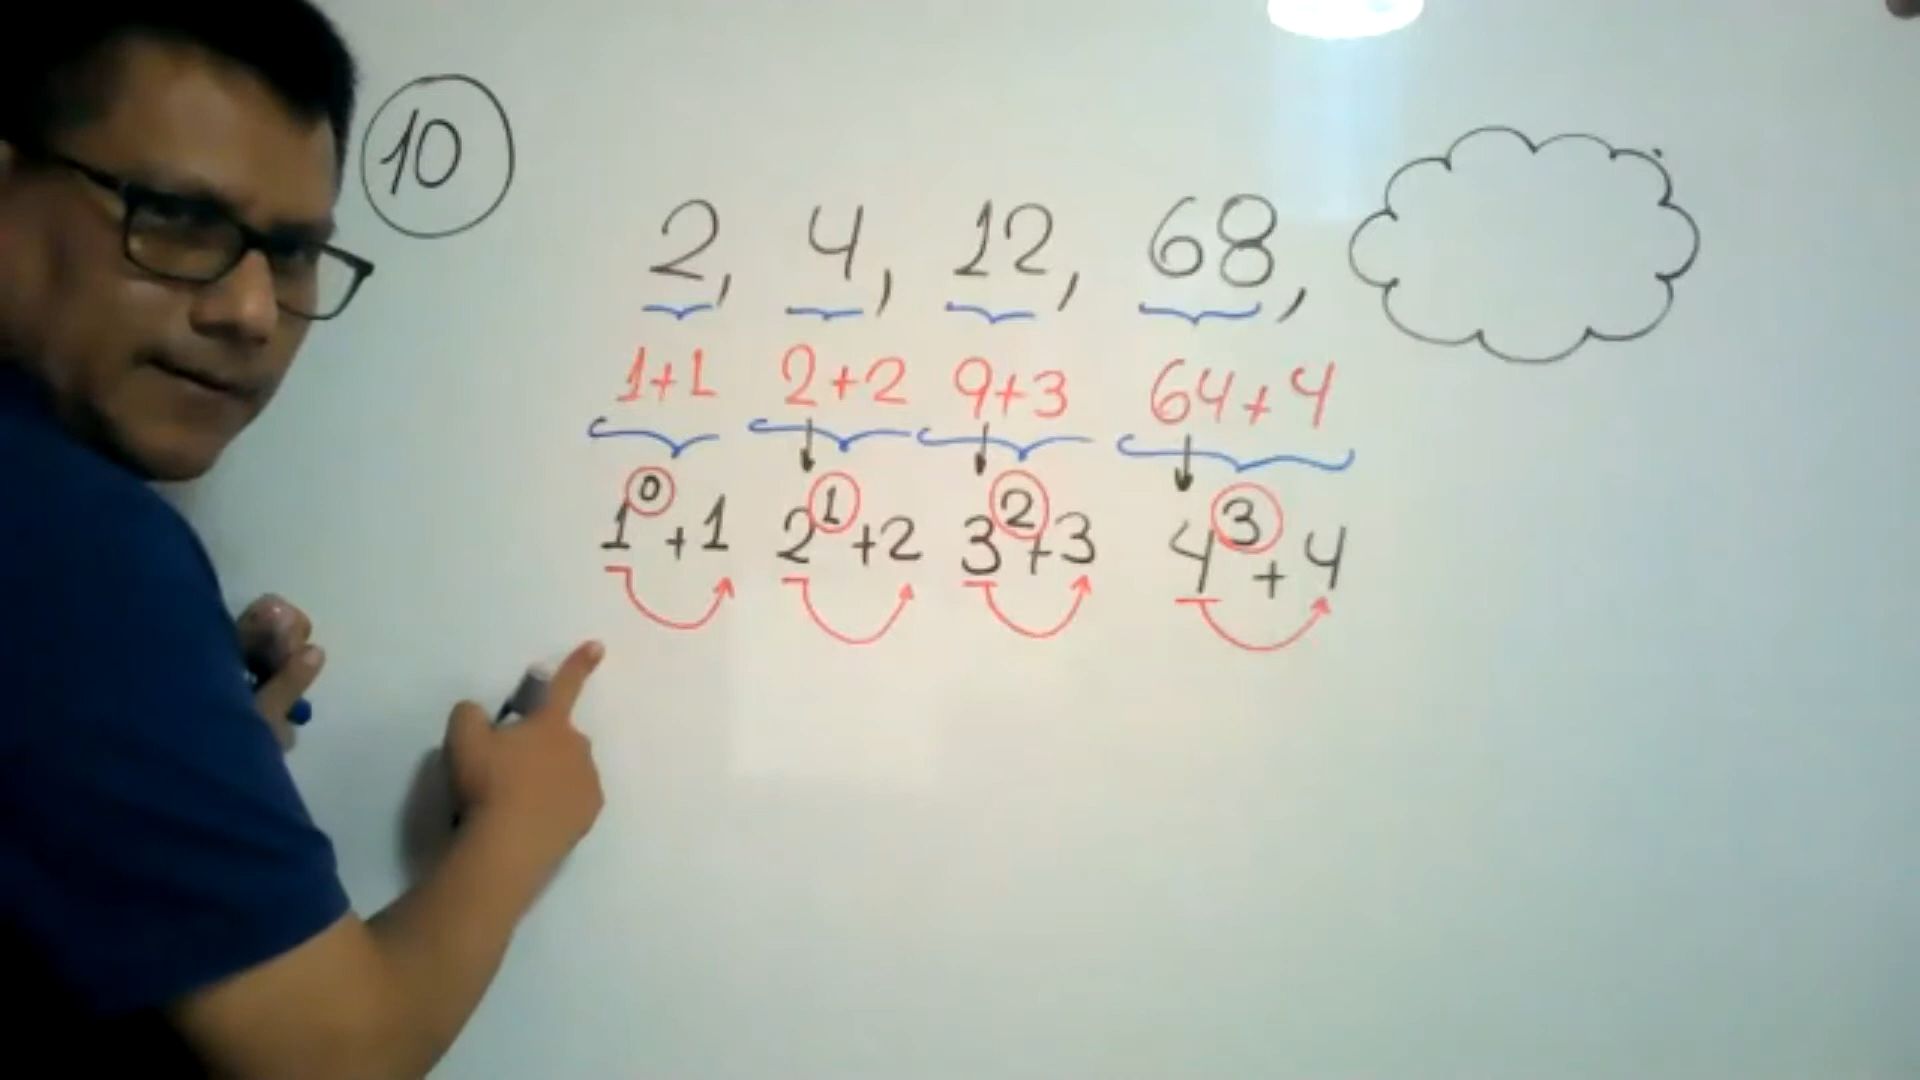 10
2, 4, 12, 68,
1+1 2+2 9+3 64+4
1⁰+1 2¹+2 3²+3 4³+4